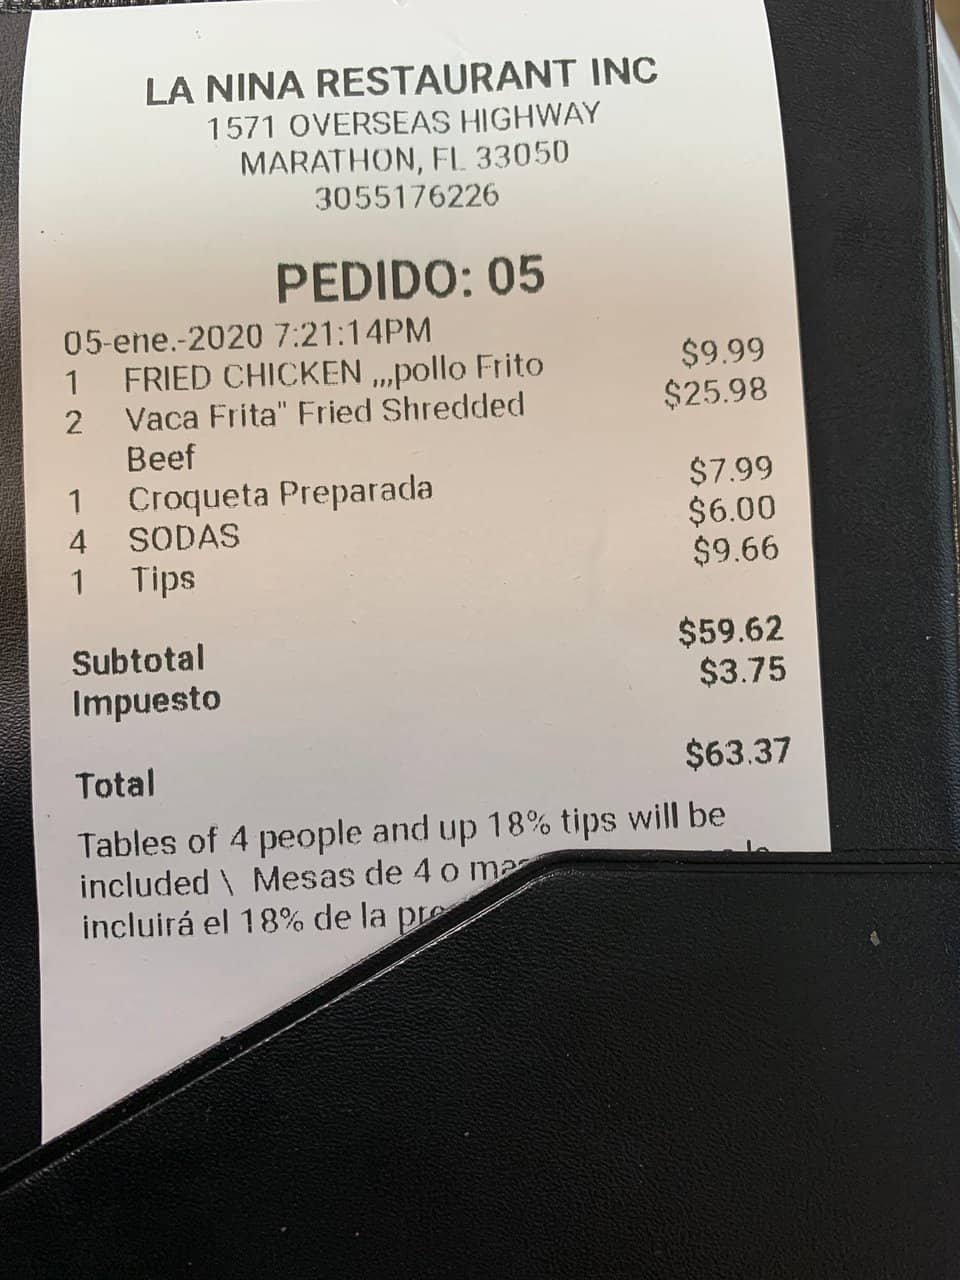 LA NINA RESTAURANT INC
1571 OVERSEAS HIGHWAY
MARATHON, FL 33050
3055176226
PEDIDO: 05
05-ene.-2020 7:21:14PM
1 FRIED CHICKEN ,,,pollo Frito $9.99
2 Vaca Frita" Fried Shredded $25.98
Beef
1 Croqueta Preparada $7.99
4 SODAS $6.00
1 Tips $9.66
Subtotal $59.62
Impuesto $3.75
Total $63.37
Tables of 4 people and up 18% tips will be
included \ Mesas de 4 o mas
incluirá el 18% de la